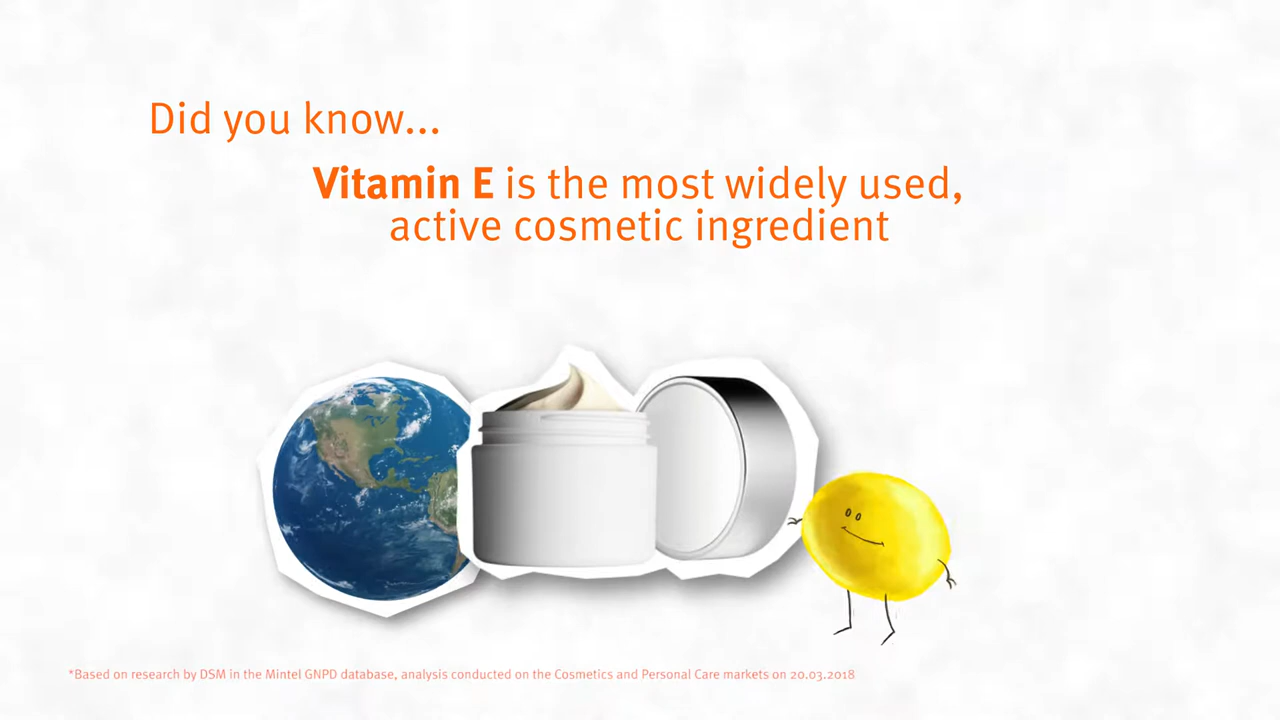 Did you know...
Vitamin E is the most widely used,
active cosmetic ingredient
*Based on research by DSM in the Mintel GNPD database, analysis conducted on the Cosmetics and Personal Care markets on 20.03.2018